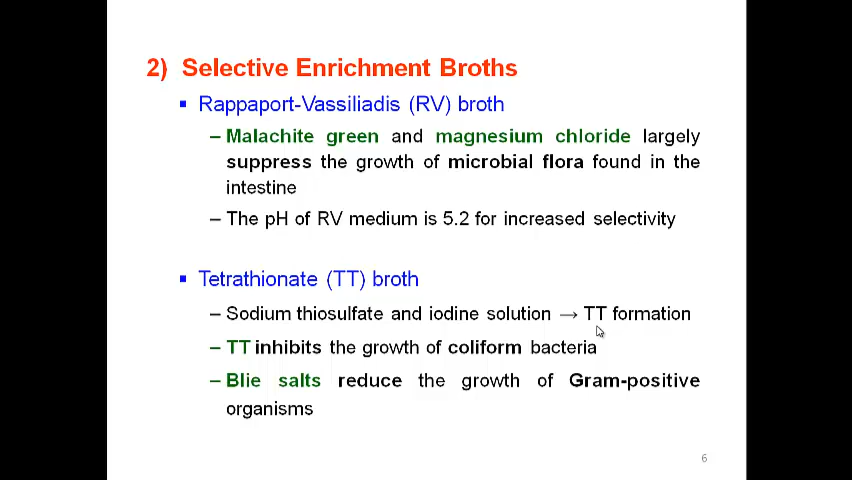 2) Selective Enrichment Broths
▪ Rappaport-Vassiliadis (RV) broth
– Malachite green and magnesium chloride largely
suppress the growth of microbial flora found in the
intestine
– The pH of RV medium is 5.2 for increased selectivity
▪ Tetrathionate (TT) broth
– Sodium thiosulfate and iodine solution → TT formation
– TT inhibits the growth of coliform bacteria
– Blie salts reduce the growth of Gram-positive
organisms
6